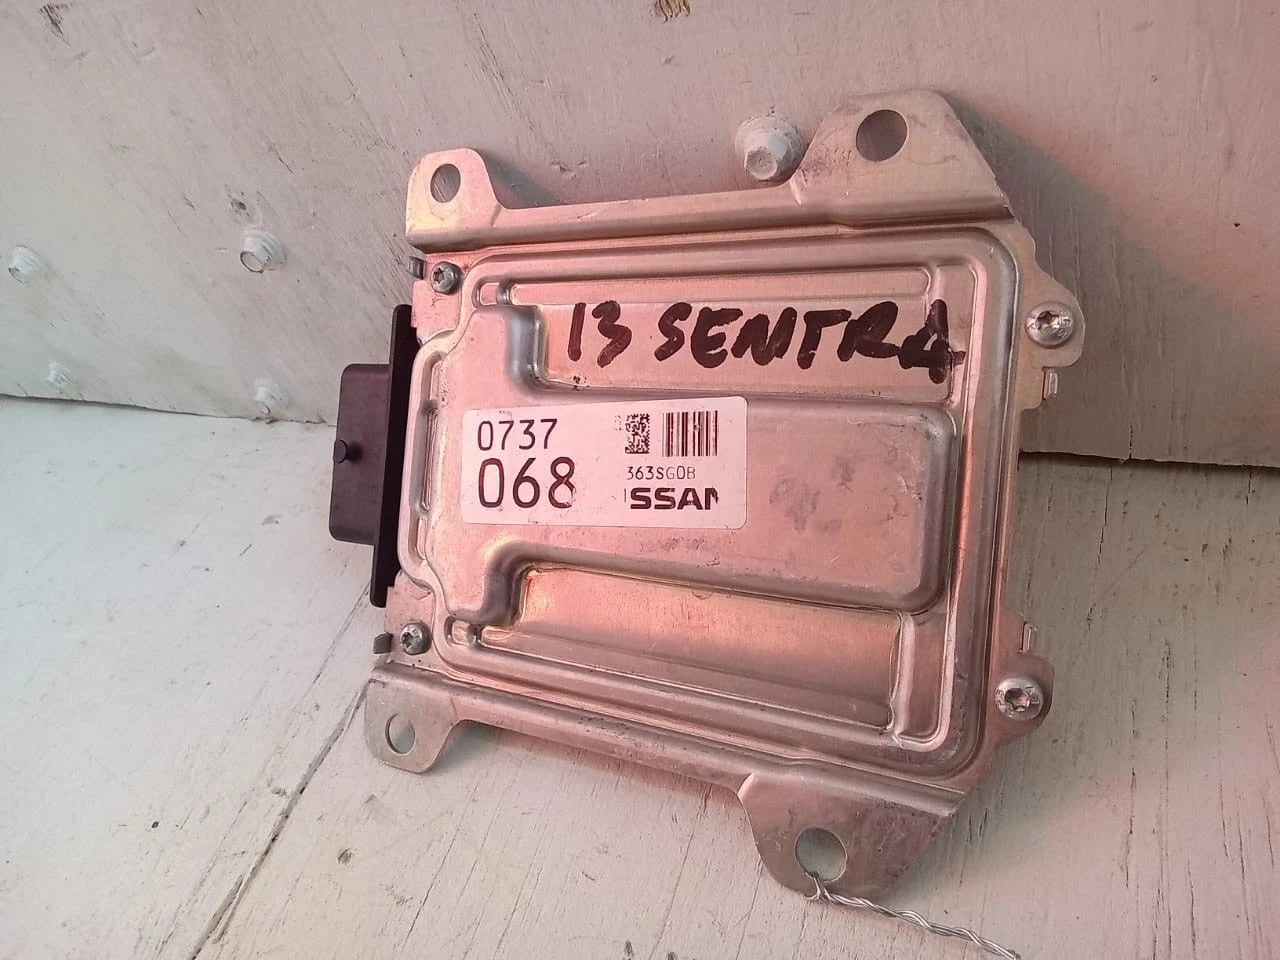 13 SENTRA
0737
068
363SG0B
ISSAN